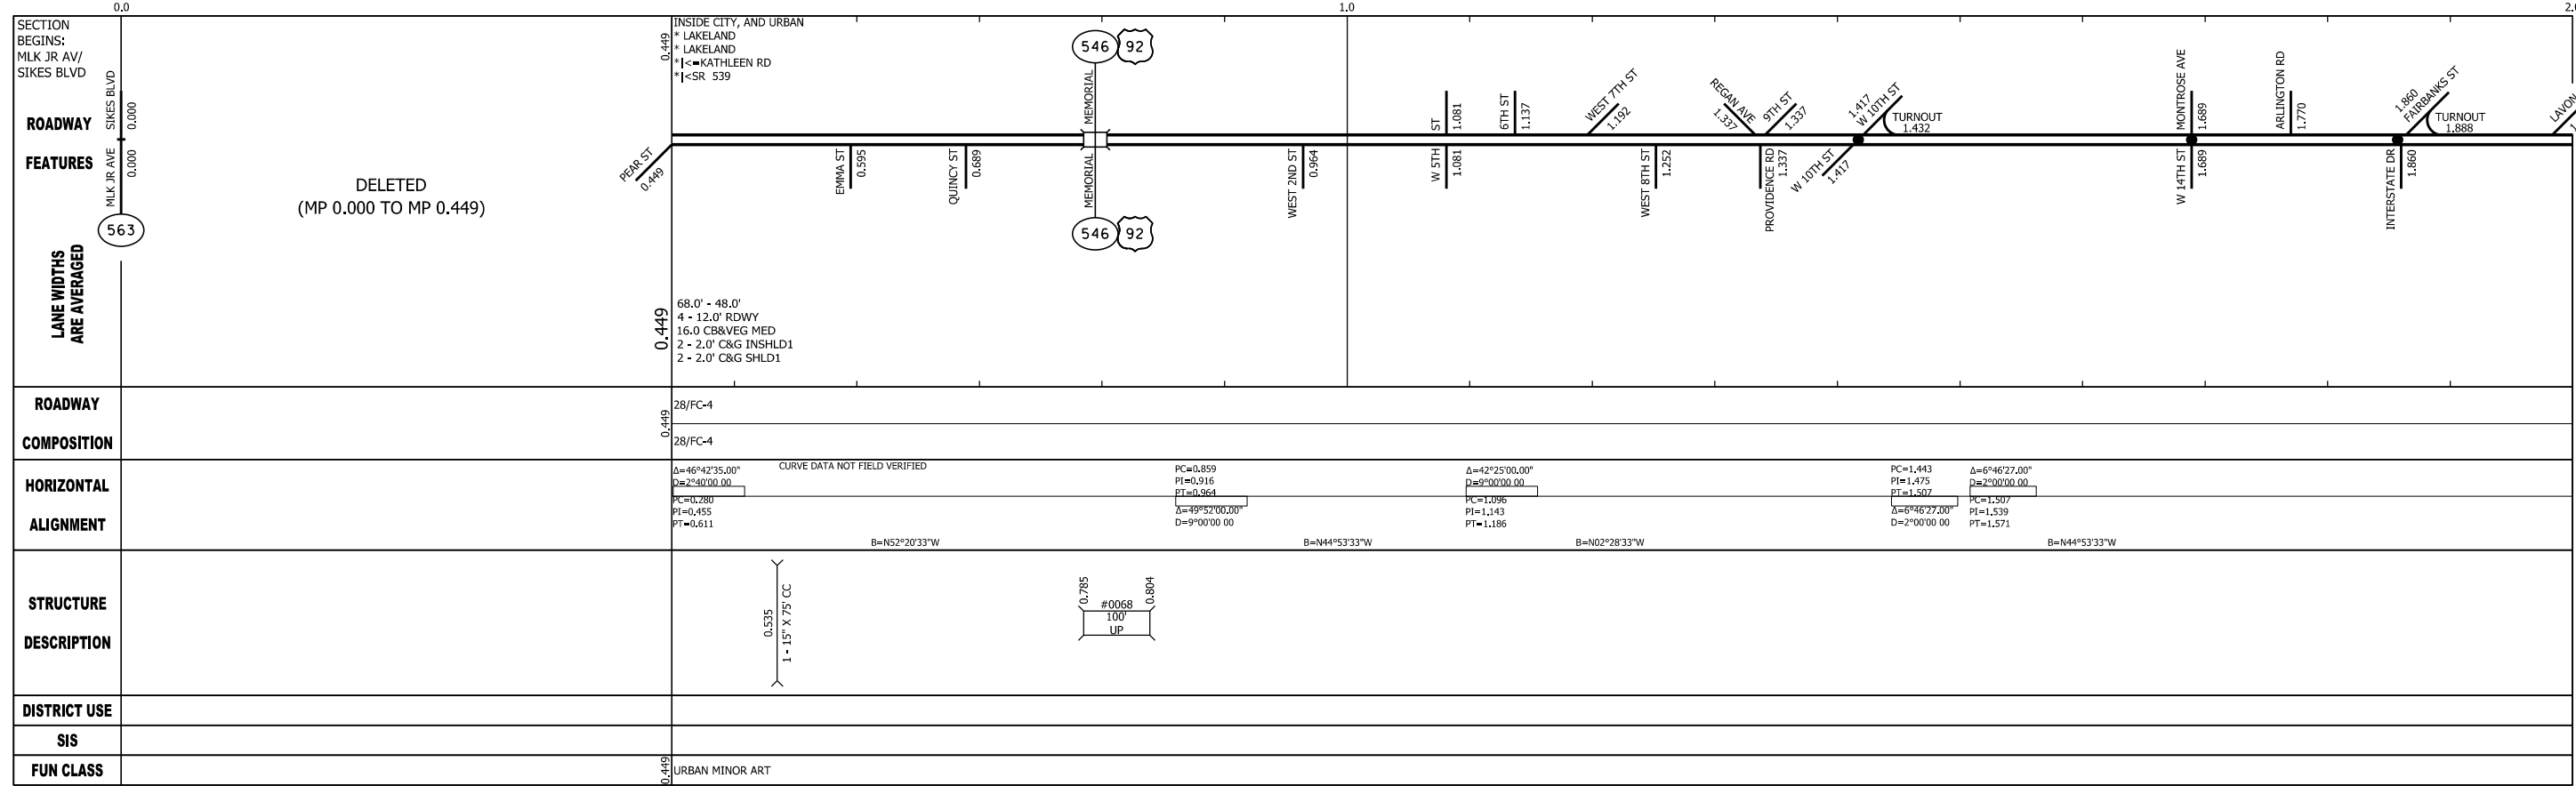 0.0
1.0
2.
SECTION
BEGINS:
MLK JR AV/
SIKES BLVD
ROADWAY
FEATURES
LANE WIDTHS
ARE AVERAGED
SIKES BLVD
0.000
MLK JR AVE
0.000
563
DELETED
(MP 0.000 TO MP 0.449)
0.449
INSIDE CITY, AND URBAN
* LAKELAND
* LAKELAND
*|<=KATHLEEN RD
*|<SR 539
PEAR ST
0.449
EMMA ST
0.595
QUINCY ST
0.689
546
92
MEMORIAL
MEMORIAL
546
92
WEST 2ND ST
0.964
ST
1.081
W 5TH
1.081
6TH ST
1.137
WEST 7TH ST
1.192
WEST 8TH ST
1.252
REGAN AVE
1.337
9TH ST
1.337
PROVIDENCE RD
1.337
1.417
W 10TH ST
W 10TH ST
1.417
TURNOUT
1.432
MONTROSE AVE
1.689
W 14TH ST
1.689
ARLINGTON RD
1.770
1.860
FAIRBANKS ST
INTERSTATE DR
1.860
TURNOUT
1.888
LAVON
0.449
68.0' - 48.0'
4 - 12.0' RDWY
16.0 CB&VEG MED
2 - 2.0' C&G INSHLD1
2 - 2.0' C&G SHLD1
ROADWAY
COMPOSITION
0.449
28/FC-4
28/FC-4
HORIZONTAL
ALIGNMENT
Δ=46°42'35.00"
D=2°40'00 00
PC=0.280
PI=0.455
PT=0.611
CURVE DATA NOT FIELD VERIFIED
B=N52°20'33"W
PC=0.859
PI=0.916
PT=0.964
Δ=49°52'00.00"
D=9°00'00 00
B=N44°53'33"W
Δ=42°25'00.00"
D=9°00'00 00
PC=1.096
PI=1.143
PT=1.186
B=N02°28'33"W
PC=1.443
PI=1.475
PT=1.507
Δ=6°46'27.00"
D=2°00'00 00
Δ=6°46'27.00"
D=2°00'00 00
PC=1.507
PI=1.539
PT=1.571
B=N44°53'33"W
STRUCTURE
DESCRIPTION
0.535
1 - 15" X 75' CC
0.785
0.804
#0068
100'
UP
DISTRICT USE
SIS
FUN CLASS
0.449
URBAN MINOR ART